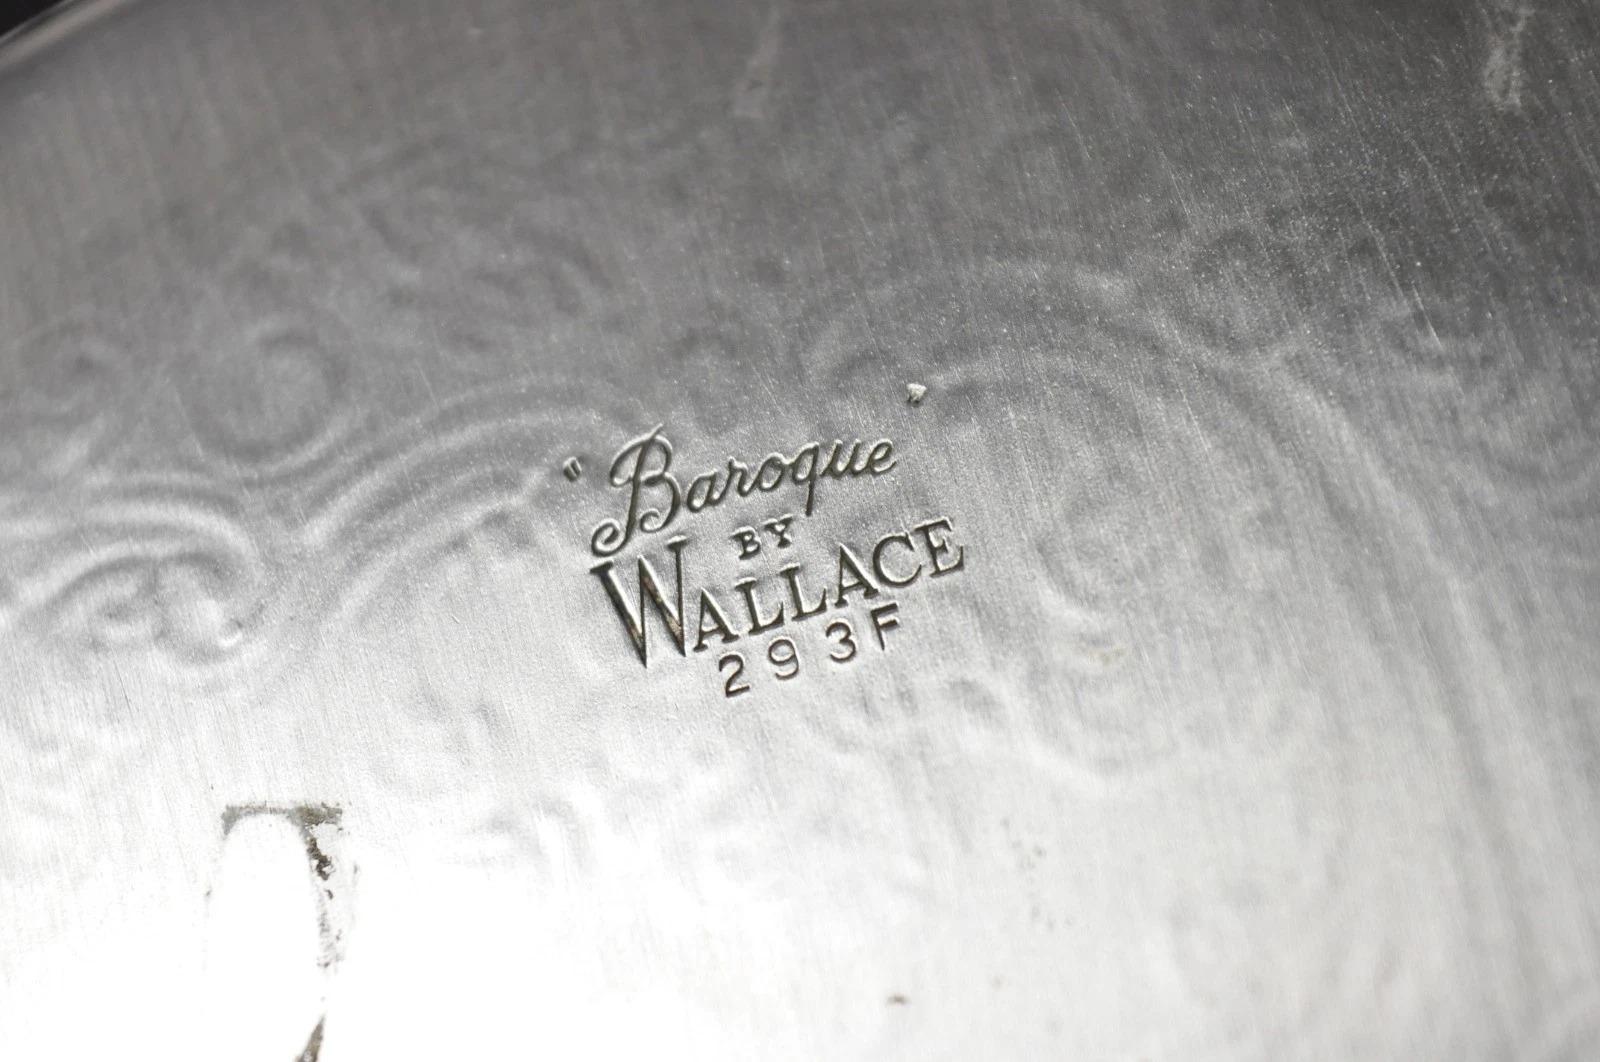 "Baroque"
BY
WALLACE
293F